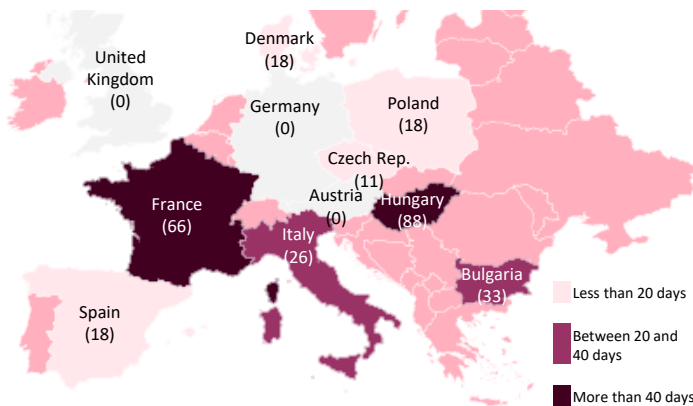 United
Kingdom
(0)
Denmark
(18)
Germany
(0)
Poland
(18)
Czech Rep.
(11)
Austria
(0)
Hungary
(88)
France
(66)
Italy
(26)
Bulgaria
(33)
Spain
(18)
Less than 20 days
Between 20 and
40 days
More than 40 days